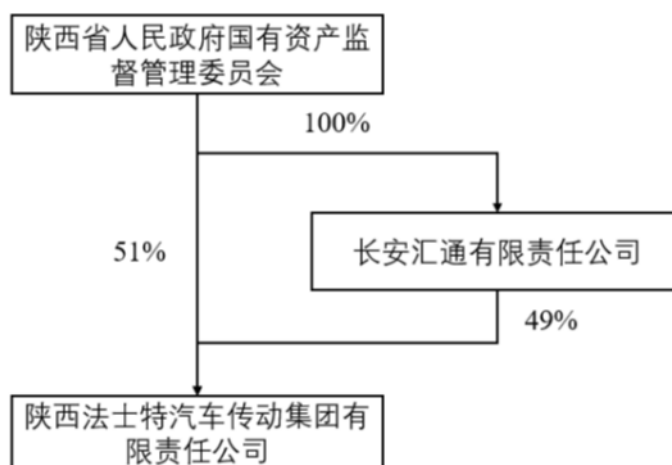 陕西省人民政府国有资产监
督管理委员会
100%
51%
长安汇通有限责任公司
49%
陕西法士特汽车传动集团有
限责任公司